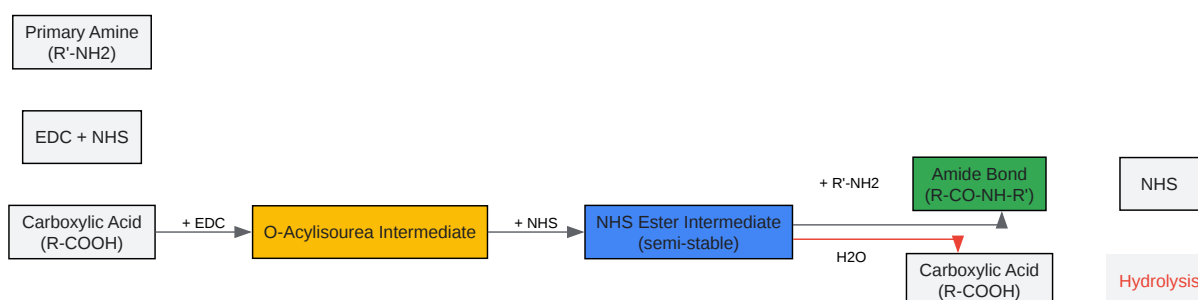 Primary Amine
(R'-NH2)
EDC + NHS
Carboxylic Acid
(R-COOH)
+ EDC
O-Acylisourea Intermediate
+ NHS
NHS Ester Intermediate
(semi-stable)
+ R'-NH2
Amide Bond
(R-CO-NH-R')
H2O
Carboxylic Acid
(R-COOH)
NHS
Hydrolysis